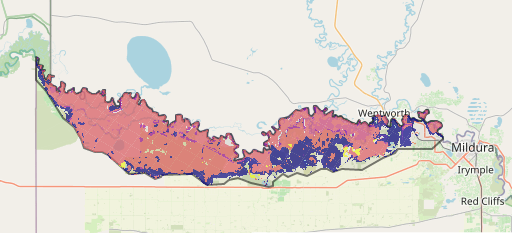 Wentworth
Mildura
Irymple
Red Cliffs